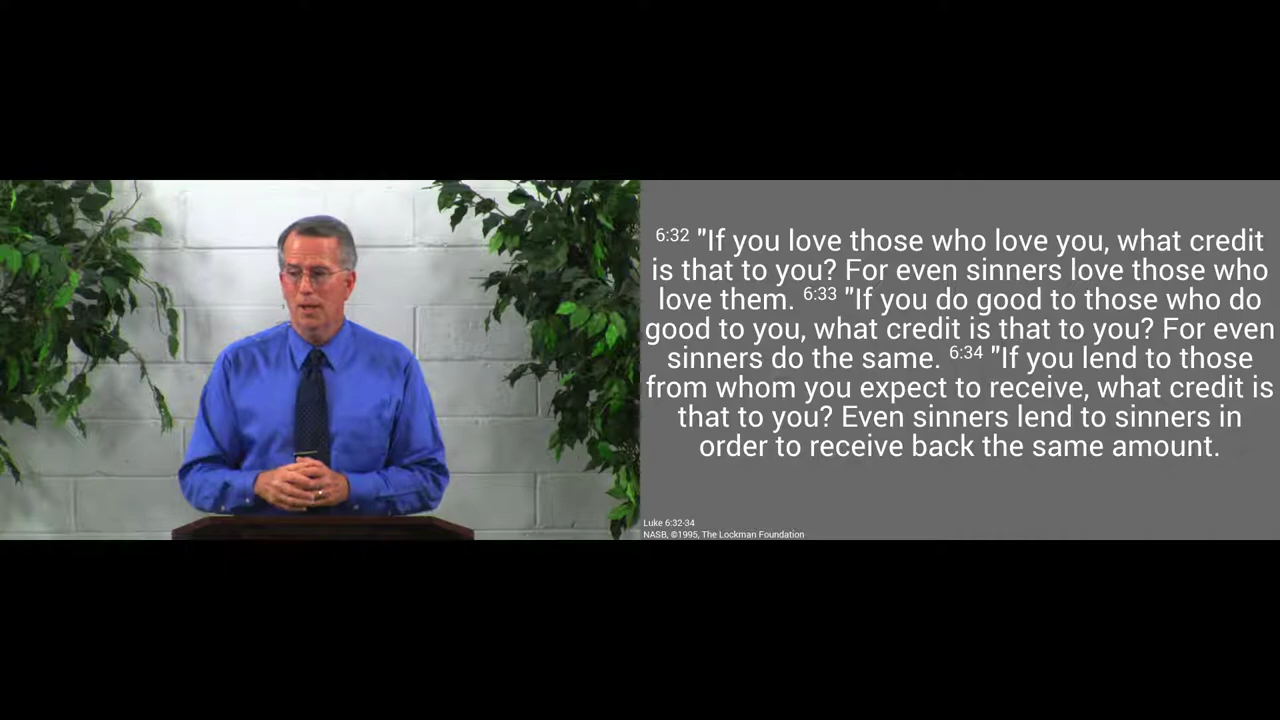 6:32 "If you love those who love you, what credit
is that to you? For even sinners love those who
love them. 6:33 "If you do good to those who do
good to you, what credit is that to you? For even
sinners do the same. 6:34 "If you lend to those
from whom you expect to receive, what credit is
that to you? Even sinners lend to sinners in
order to receive back the same amount.
Luke 6:32-34
NASB, ©1995, The Lockman Foundation